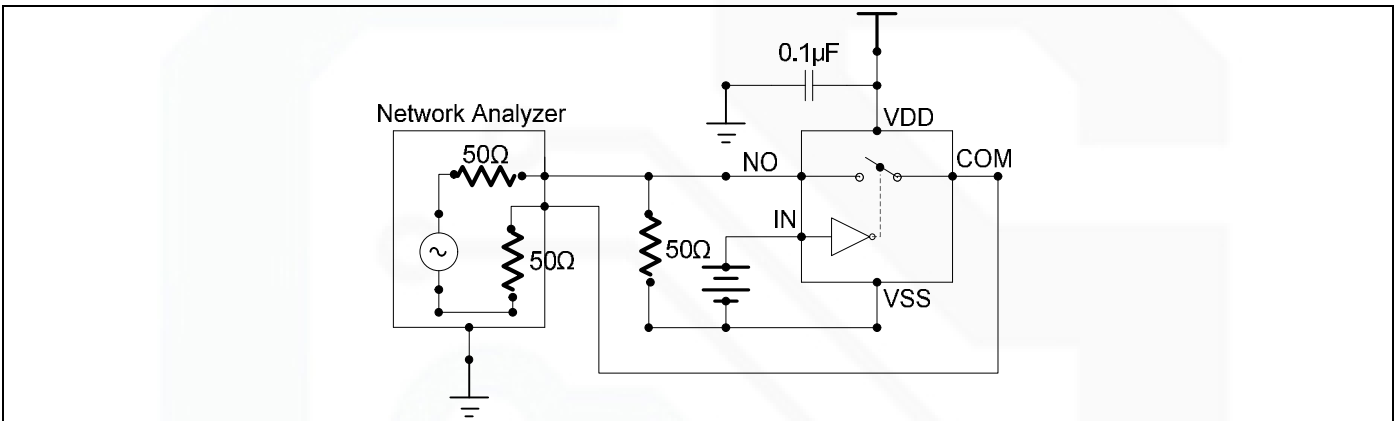 0.1µF
VDD
Network Analyzer
50Ω
NO
COM
IN
50Ω
50Ω
VSS